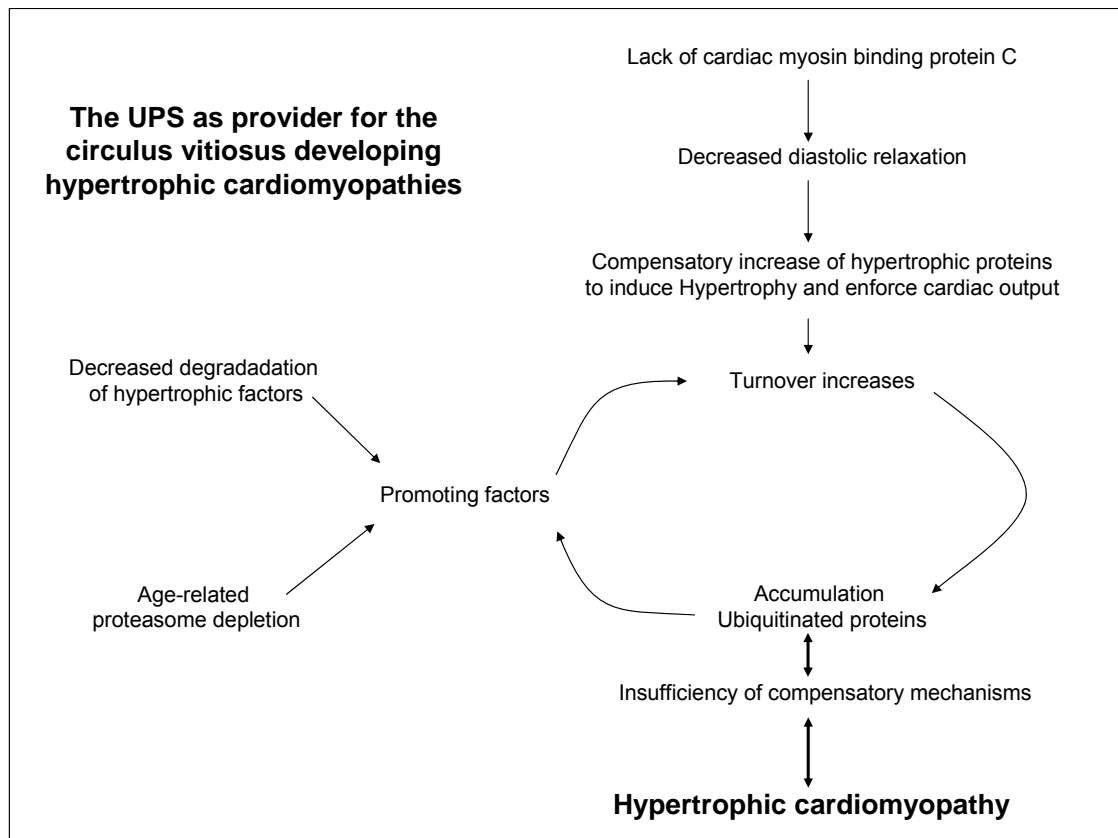 The UPS as provider for the
circulus vitiosus developing
hypertrophic cardiomyopathies
Lack of cardiac myosin binding protein C
Decreased diastolic relaxation
Compensatory increase of hypertrophic proteins
to induce Hypertrophy and enforce cardiac output
Turnover increases
Decreased degradadation
of hypertrophic factors
Promoting factors
Age-related
proteasome depletion
Accumulation
Ubiquitinated proteins
Insufficiency of compensatory mechanisms
Hypertrophic cardiomyopathy